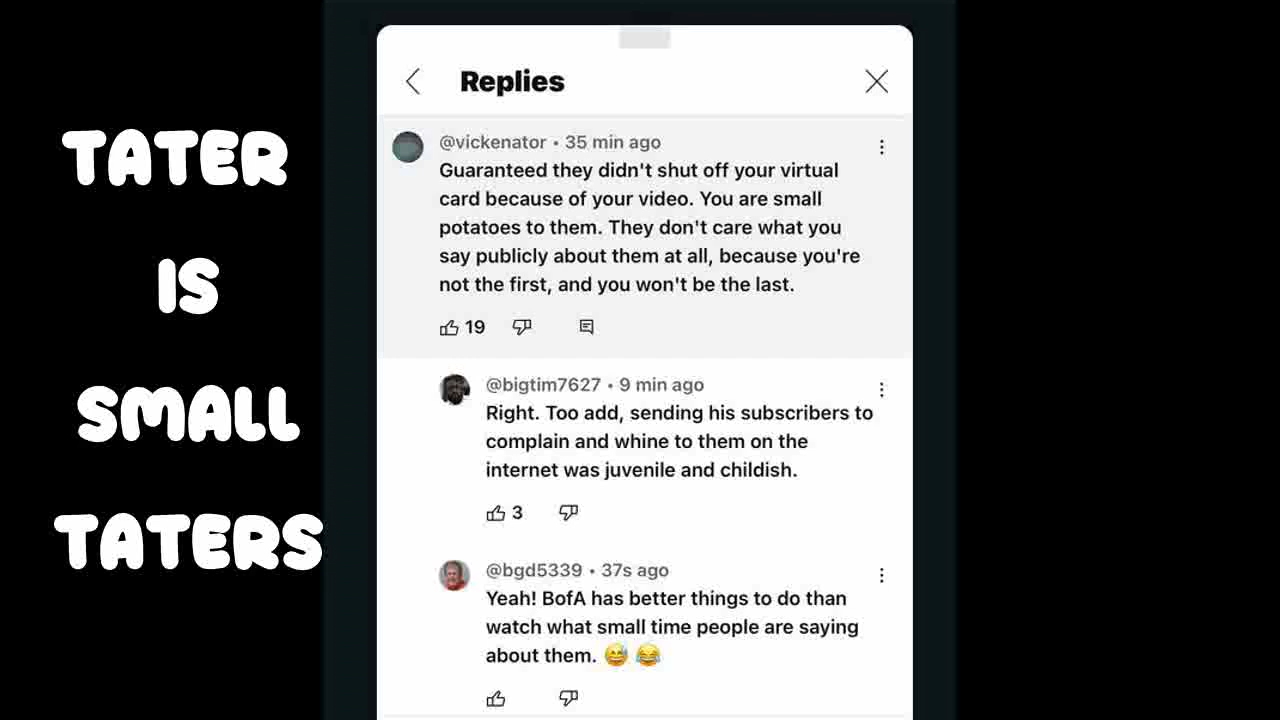 TATER
IS
SMALL
TATERS
Replies
@vickenator • 35 min ago
Guaranteed they didn't shut off your virtual
card because of your video. You are small
potatoes to them. They don't care what you
say publicly about them at all, because you're
not the first, and you won't be the last.
19
@bigtim7627 • 9 min ago
Right. Too add, sending his subscribers to
complain and whine to them on the
internet was juvenile and childish.
3
@bgd5339 • 37s ago
Yeah! BofA has better things to do than
watch what small time people are saying
about them. 😅 😂